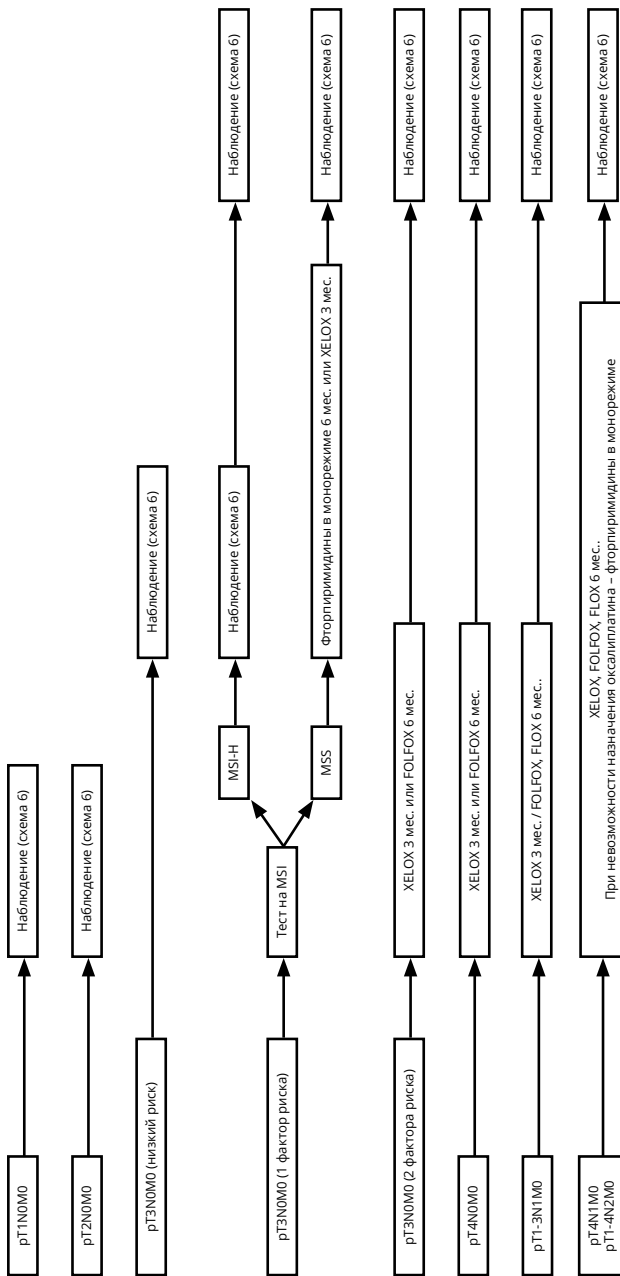 pT1N0M0
Наблюдение (схема 6)
pT2N0M0
Наблюдение (схема 6)
pT3N0M0 (низкий риск)
Наблюдение (схема 6)
pT3N0M0 (1 фактор риска)
Тест на MSI
MSI-H
Наблюдение (схема 6)
Наблюдение (схема 6)
MSS
Фторпиримидины в монорежиме 6 мес. или XELOX 3 мес.
Наблюдение (схема 6)
pT3N0M0 (2 фактора риска)
XELOX 3 мес. или FOLFOX 6 мес.
Наблюдение (схема 6)
pT4N0M0
XELOX 3 мес. или FOLFOX 6 мес.
Наблюдение (схема 6)
pT1-3N1M0
XELOX 3 мес. / FOLFOX, FLOX 6 мес..
Наблюдение (схема 6)
pT4N1M0
pT1-4N2M0
XELOX, FOLFOX, FLOX 6 мес..
При невозможности назначения оксалиплатина – фторпиримидины в монорежиме
Наблюдение (схема 6)